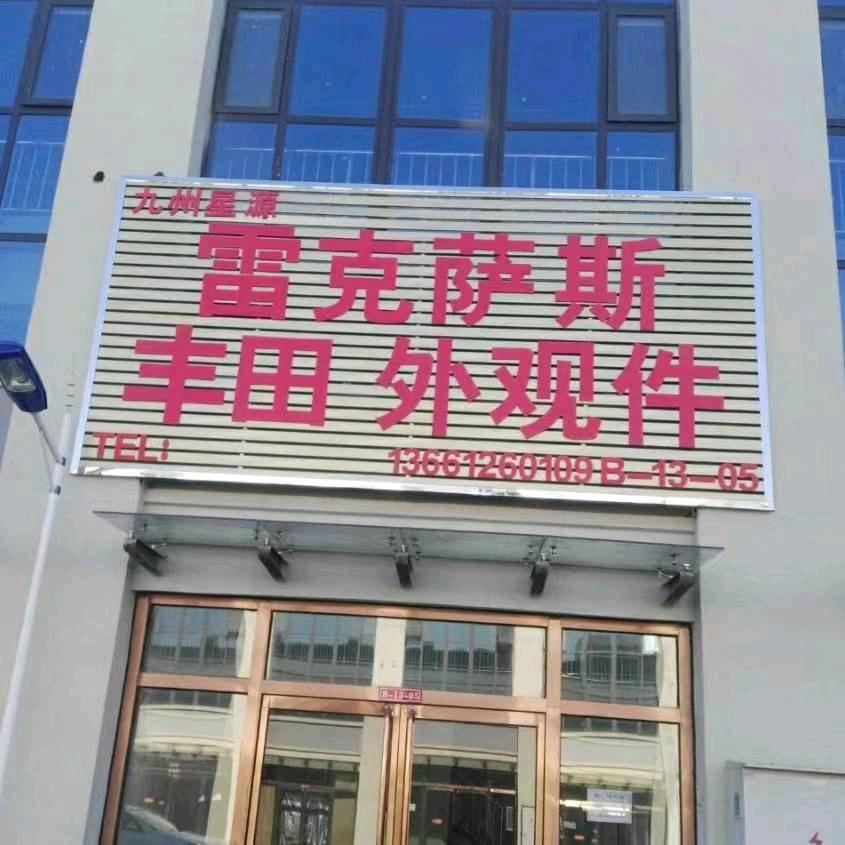 九州星源
雷克萨斯
丰田 外观件
TEL: 13661260109 B-13-05
B-13-05